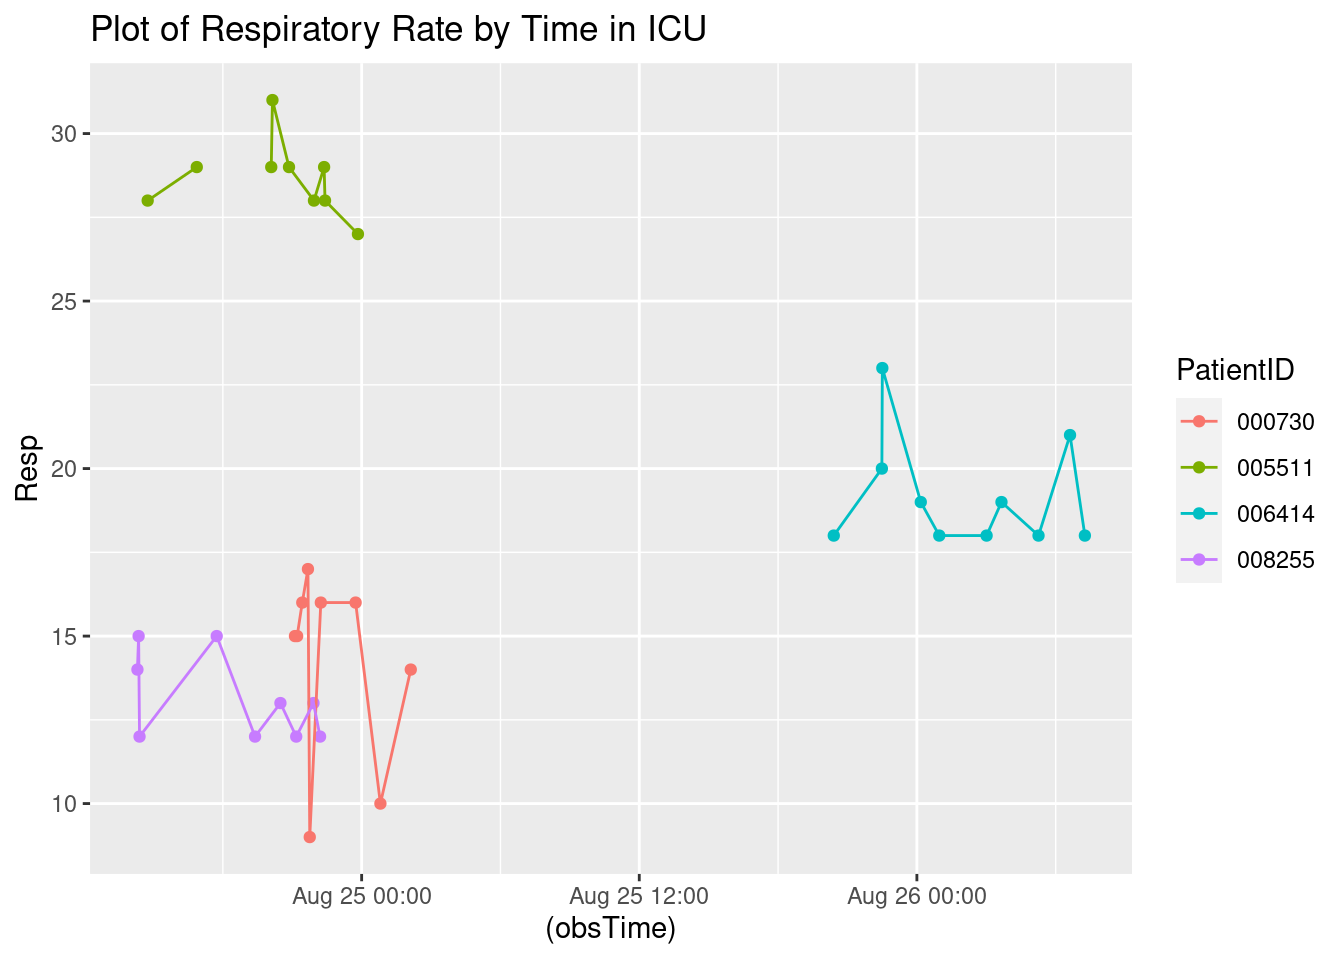 Plot of Respiratory Rate by Time in ICU
30
25
20
15
10
Resp
Aug 25 00:00
Aug 25 12:00
Aug 26 00:00
(obsTime)
PatientID
000730
005511
006414
008255